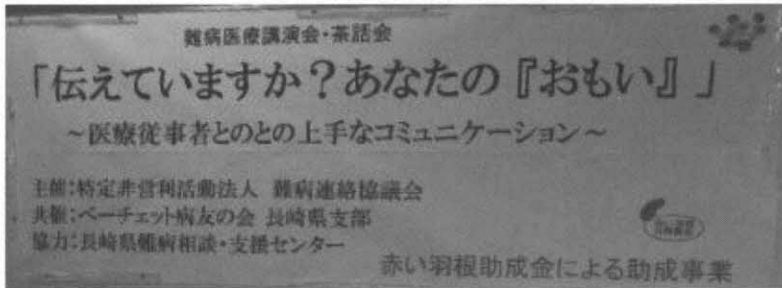 難病医療講演会・茶話会
「伝えていますか？あなたの『おもい』」
～医療従事者とのとの上手なコミュニケーション～
主催：特定非営利活動法人 難病連絡協議会
共催：ベーチェット病友の会 長崎県支部
協力：長崎県難病相談・支援センター
赤い羽根助成金による助成事業